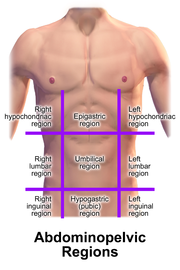 Right Left
hypochondriac Epigastric hypochondriac
region region region
Right Umbilical Left
lumbar region lumbar
region region
Right Hypogastric Left
inguinal (pubic) inguinal
region region region
Abdominopelvic
Regions